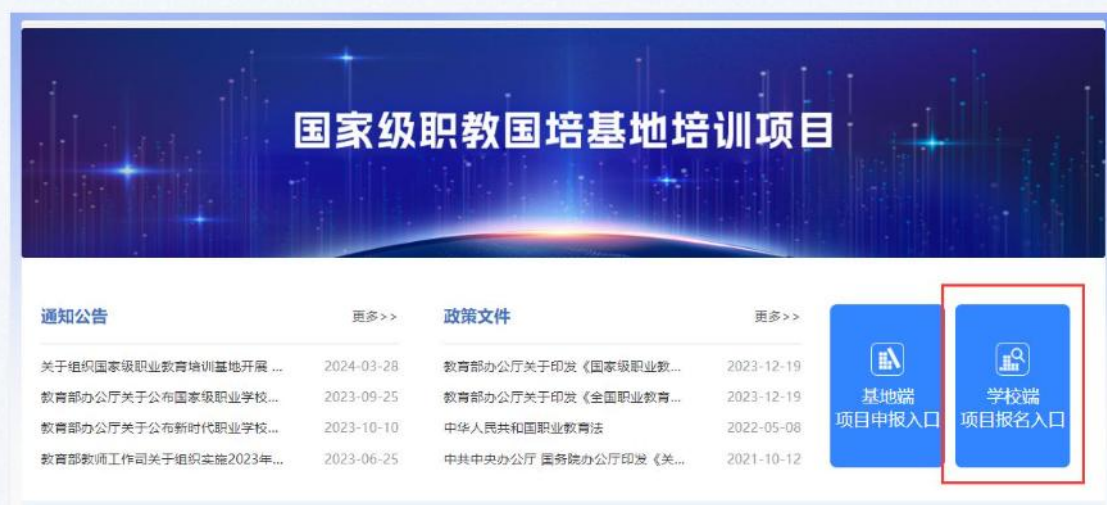 国家级职教国培基地培训项目
通知公告 更多>>
关于组织国家级职业教育培训基地开展 ... 2024-03-28
教育部办公厅关于公布国家级职业学校... 2023-09-25
教育部办公厅关于公布新时代职业学校... 2023-10-10
教育部教师工作司关于组织实施2023年... 2023-06-25
政策文件 更多>>
教育部办公厅关于印发《国家级职业教... 2023-12-19
教育部办公厅关于印发《全国职业教育... 2023-12-19
中华人民共和国职业教育法 2022-05-08
中共中央办公厅 国务院办公厅印发《关... 2021-10-12
基地端
项目申报入口
学校端
项目报名入口